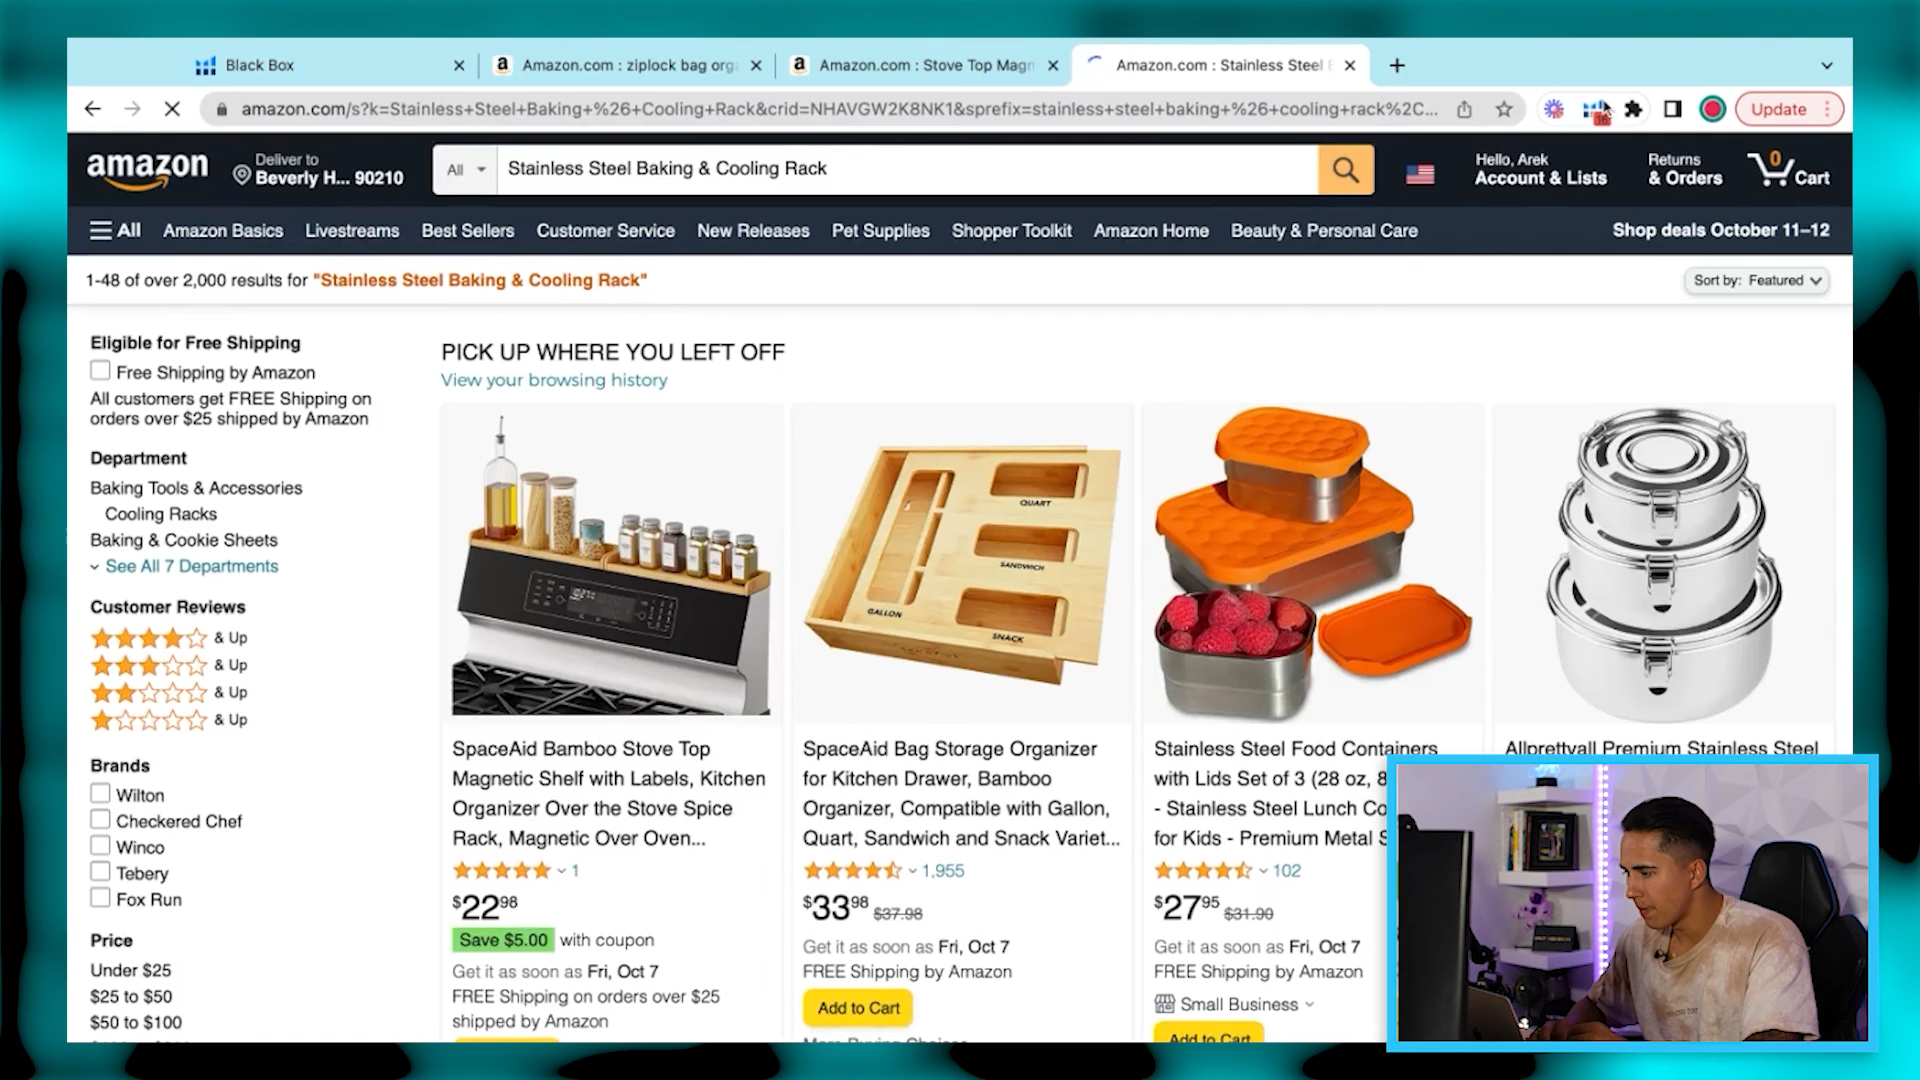 Black Box
Amazon.com : ziplock bag orga
Amazon.com : Stove Top Magn
Amazon.com : Stainless Steel B
amazon.com/s?k=Stainless+Steel+Baking+%26+Cooling+Rack&crid=NHAVGW2K8NK1&sprefix=stainless+steel+baking+%26+cooling+rack%2C...
16
Update
amazon
Deliver to
Beverly H... 90210
All
Stainless Steel Baking & Cooling Rack
Hello, Arek
Account & Lists
Returns
& Orders
0
Cart
All
Amazon Basics
Livestreams
Best Sellers
Customer Service
New Releases
Pet Supplies
Shopper Toolkit
Amazon Home
Beauty & Personal Care
Shop deals October 11–12
1-48 of over 2,000 results for "Stainless Steel Baking & Cooling Rack"
Sort by: Featured
Eligible for Free Shipping
Free Shipping by Amazon
All customers get FREE Shipping on
orders over $25 shipped by Amazon
Department
Baking Tools & Accessories
Cooling Racks
Baking & Cookie Sheets
See All 7 Departments
Customer Reviews
& Up
& Up
& Up
& Up
Brands
Wilton
Checkered Chef
Winco
Tebery
Fox Run
Price
Under $25
$25 to $50
$50 to $100
PICK UP WHERE YOU LEFT OFF
View your browsing history
SpaceAid Bamboo Stove Top
Magnetic Shelf with Labels, Kitchen
Organizer Over the Stove Spice
Rack, Magnetic Over Oven...
1
$22.98
Save $5.00 with coupon
Get it as soon as Fri, Oct 7
FREE Shipping on orders over $25
shipped by Amazon
QUART
SANDWICH
GALLON
SNACK
SpaceAid Bag Storage Organizer
for Kitchen Drawer, Bamboo
Organizer, Compatible with Gallon,
Quart, Sandwich and Snack Variet...
1,955
$33.98 $37.98
Get it as soon as Fri, Oct 7
FREE Shipping by Amazon
Add to Cart
More Buying Choices
Stainless Steel Food Containers
with Lids Set of 3 (28 oz, 8
- Stainless Steel Lunch Co
for Kids - Premium Metal S
102
$27.95 $31.90
Get it as soon as Fri, Oct 7
FREE Shipping by Amazon
Small Business
Add to Cart
Allprettyall Premium Stainless Steel